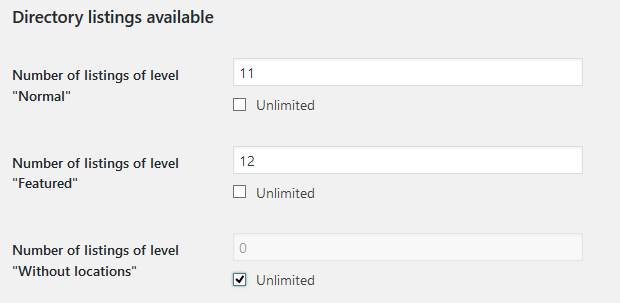 Directory listings available
Number of listings of level
"Normal"
11
Unlimited
Number of listings of level
"Featured"
12
Unlimited
Number of listings of level
"Without locations"
0
Unlimited